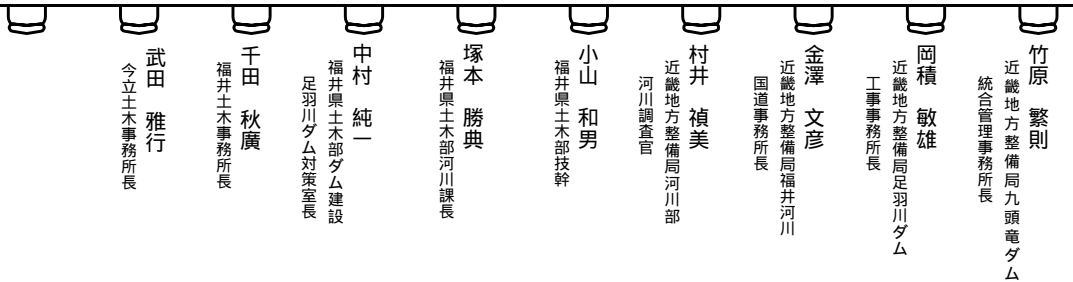 竹原 繁則
近畿地方整備局九頭竜ダム
統合管理事務所長
岡積 敏雄
近畿地方整備局足羽川ダム
工事事務所長
金澤 文彦
近畿地方整備局福井河川
国道事務所長
村井 禎美
近畿地方整備局河川部
河川調査官
小山 和男
福井県土木部技幹
塚本 勝典
福井県土木部河川課長
中村 純一
福井県土木部ダム建設
足羽川ダム対策室長
千田 秋廣
福井土木事務所長
武田 雅行
今立土木事務所長